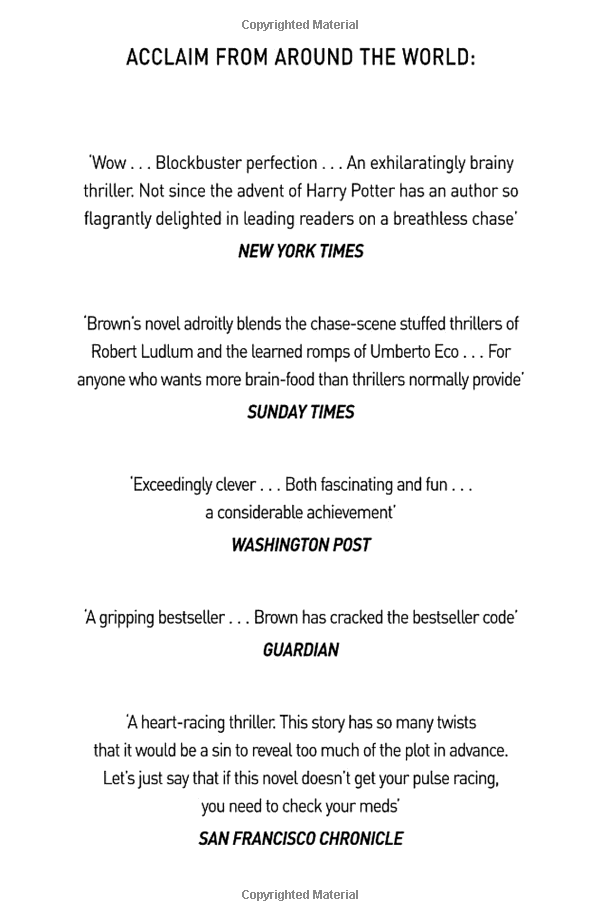 Copyrighted Material
ACCLAIM FROM AROUND THE WORLD:
‘Wow . . . Blockbuster perfection . . . An exhilaratingly brainy
thriller. Not since the advent of Harry Potter has an author so
flagrantly delighted in leading readers on a breathless chase’
NEW YORK TIMES
‘Brown’s novel adroitly blends the chase-scene stuffed thrillers of
Robert Ludlum and the learned romps of Umberto Eco . . . For
anyone who wants more brain-food than thrillers normally provide’
SUNDAY TIMES
‘Exceedingly clever . . . Both fascinating and fun . . .
a considerable achievement’
WASHINGTON POST
‘A gripping bestseller . . . Brown has cracked the bestseller code’
GUARDIAN
‘A heart-racing thriller. This story has so many twists
that it would be a sin to reveal too much of the plot in advance.
Let’s just say that if this novel doesn’t get your pulse racing,
you need to check your meds’
SAN FRANCISCO CHRONICLE
Copyrighted Material